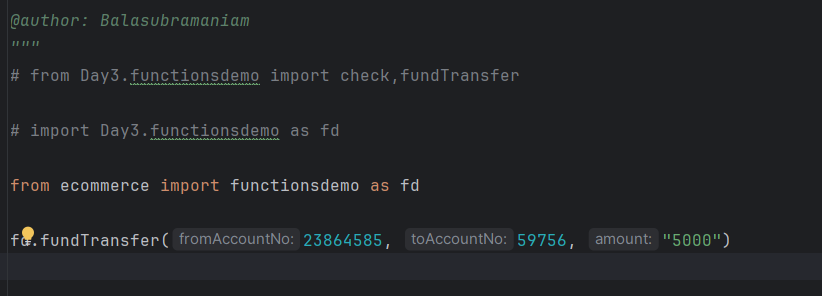 @author: Balasubramaniam
"""
# from Day3.functionsdemo import check,fundTransfer
# import Day3.functionsdemo as fd
from ecommerce import functionsdemo as fd
fd.fundTransfer( fromAccountNo: 23864585, toAccountNo: 59756, amount: "5000")